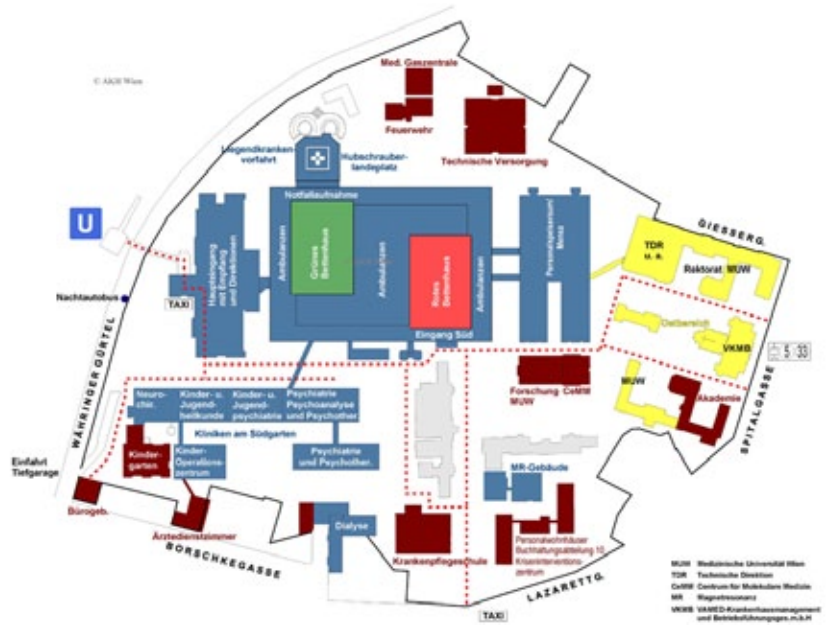 © AKH Wien
Med. Gaszentrale
Feuerwehr
Technische Versorgung
Liegendkranken
vorfahrt
Hubschrauber-
landeplatz
Notfallaufnahme
U
Ambulanzen
Grünes
Bettenhaus
Ambulanzen
Rotes
Bettenhaus
Ambulanzen
Haupteingang
mit Empfang
und Direktionen
Personalspeiseraum/
Mensa
GIESSERG.
TDR
u. R.
Rektorat MUW
Nachtautobus
TAXI
Eingang Süd
Ostbereich
VKMB
5 33
WÄHRINGER GÜRTEL
SPITALGASSE
Forschung CeMM
MUW
MUW
Akademie
Neuro-
chir.
Kinder- u.
Jugend-
heilkunde
Kinder- u.
Jugend-
psychiatrie
Psychiatrie
Psychoanalyse
und Psychother.
Kliniken am Südgarten
Kinder-
garten
Kinder-
Operations-
zentrum
Psychiatrie
und Psychother.
MR-Gebäude
Einfahrt
Tiefgarage
Bürogeb.
Ärztedienstzimmer
Dialyse
Krankenpflegeschule
Personalwohnhäuser
Buchhaltungsabteilung 10,
Kriseninterventions-
zentrum
BORSCHKEGASSE
LAZARETTG.
TAXI
MUW Medizinische Universität Wien
TDR Technische Direktion
CeMM Centrum für Molekulare Medizin
MR Magnetresonanz
VKMB VAMED-Krankenhausmanagement
und Betriebsführungsges.m.b.H